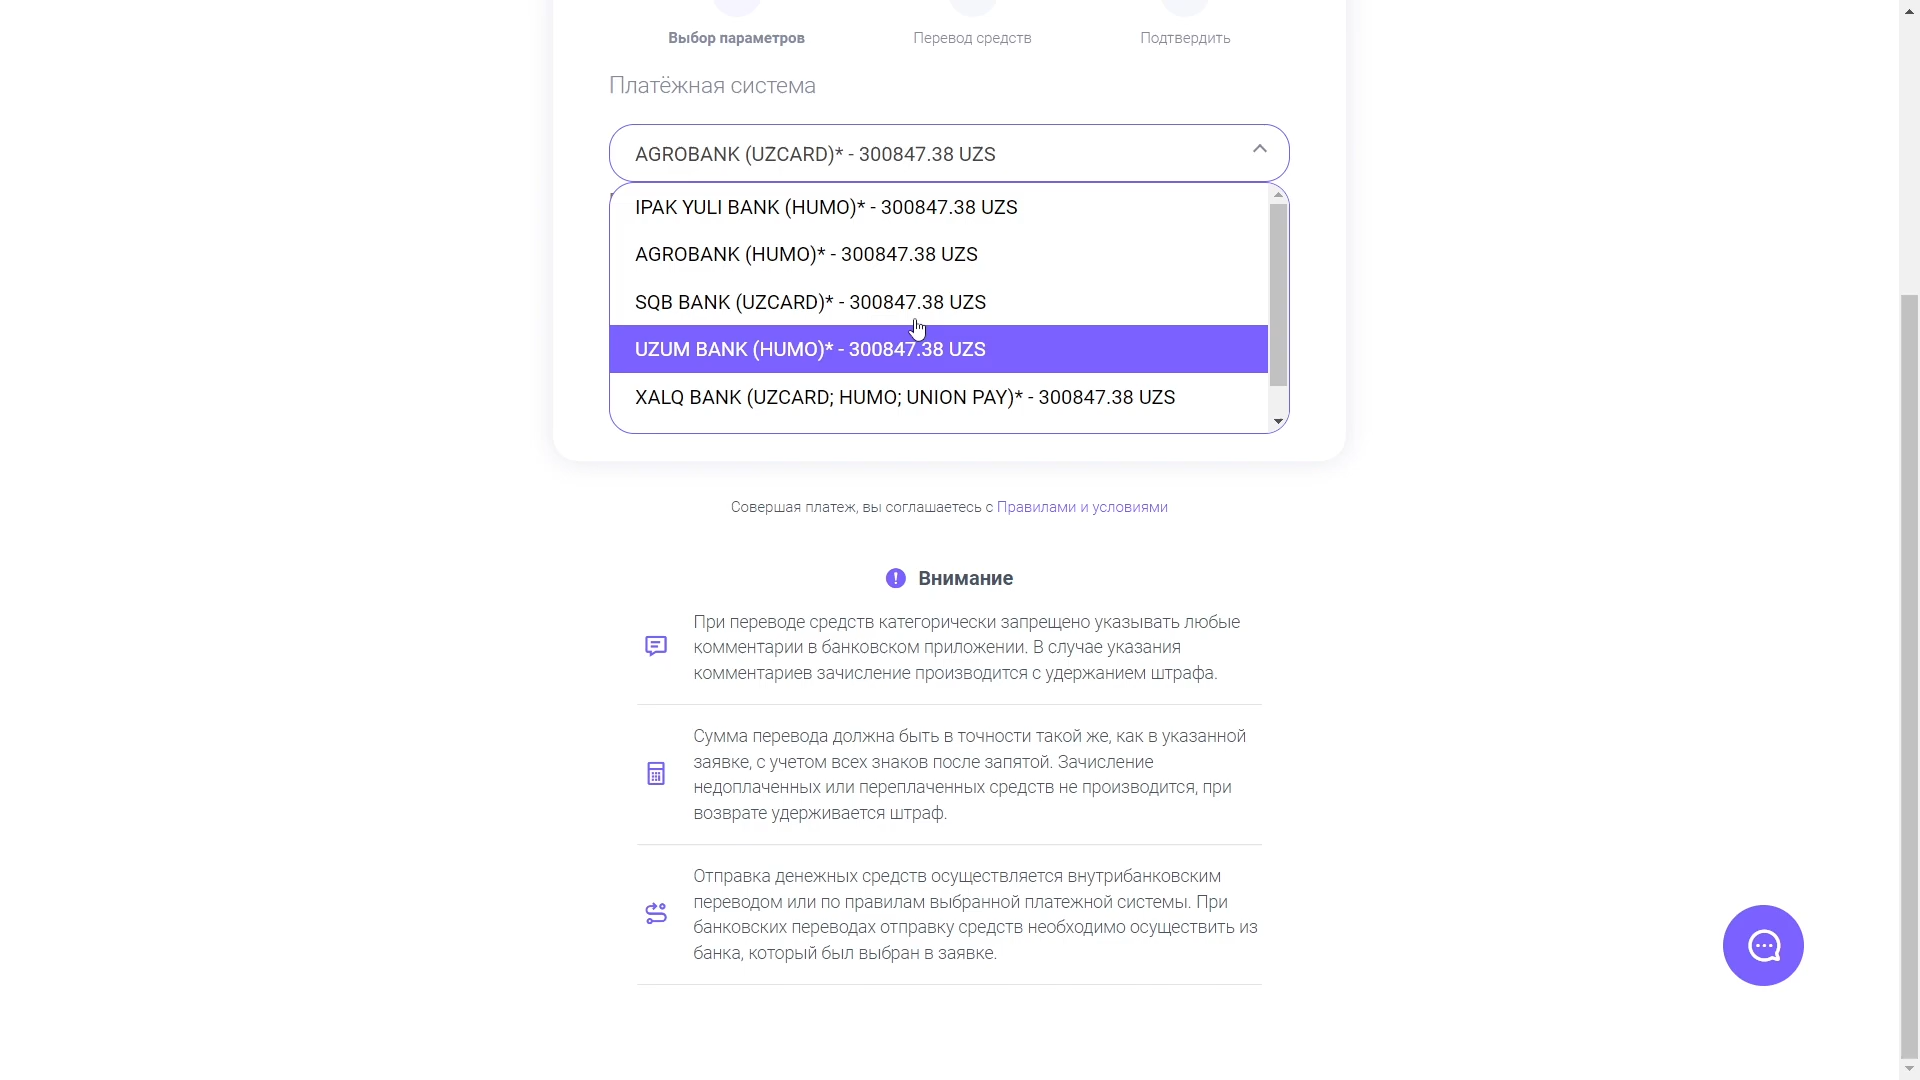 Выбор параметров
Перевод средств
Подтвердить
Платёжная система
AGROBANK (UZCARD)* - 300847.38 UZS
IPAK YULI BANK (HUMO)* - 300847.38 UZS
AGROBANK (HUMO)* - 300847.38 UZS
SQB BANK (UZCARD)* - 300847.38 UZS
UZUM BANK (HUMO)* - 300847.38 UZS
XALQ BANK (UZCARD; HUMO; UNION PAY)* - 300847.38 UZS
Совершая платеж, вы соглашаетесь с Правилами и условиями
Внимание
При переводе средств категорически запрещено указывать любые
комментарии в банковском приложении. В случае указания
комментариев зачисление производится с удержанием штрафа.
Сумма перевода должна быть в точности такой же, как в указанной
заявке, с учетом всех знаков после запятой. Зачисление
недоплаченных или переплаченных средств не производится, при
возврате удерживается штраф.
Отправка денежных средств осуществляется внутрибанковским
переводом или по правилам выбранной платежной системы. При
банковских переводах отправку средств необходимо осуществить из
банка, который был выбран в заявке.